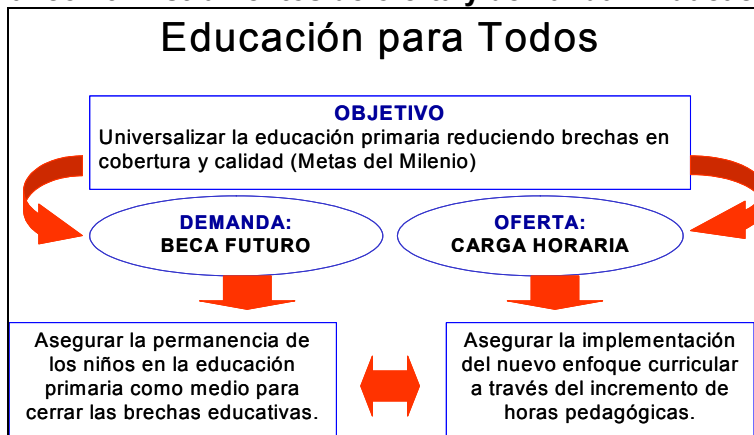 Educación para Todos
OBJETIVO
Universalizar la educación primaria reduciendo brechas en
cobertura y calidad (Metas del Milenio)
DEMANDA:
BECA FUTURO
OFERTA:
CARGA HORARIA
Asegurar la permanencia de
los niños en la educación
primaria como medio para
cerrar las brechas educativas.
Asegurar la implementación
del nuevo enfoque curricular
a través del incremento de
horas pedagógicas.